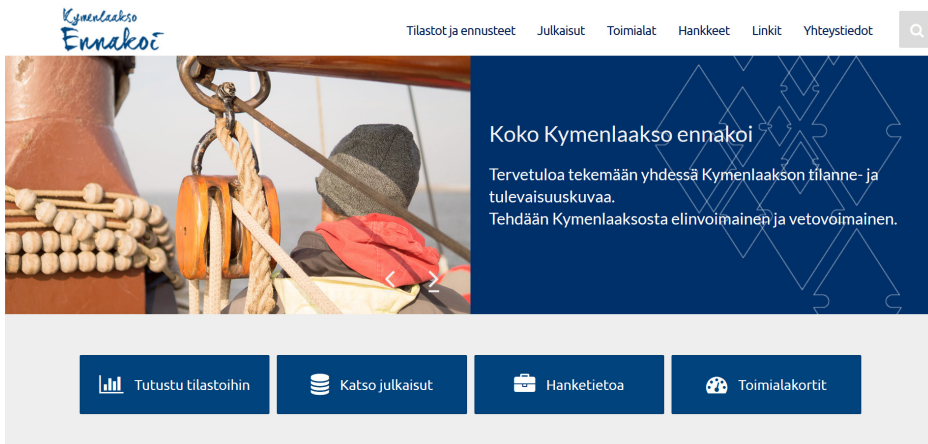 Kymenlaakso
Ennakoi
Tilastot ja ennusteet Julkaisut Toimialat Hankkeet Linkit Yhteystiedot
Koko Kymenlaakso ennakoi
Tervetuloa tekemään yhdessä Kymenlaakson tilanne- ja
tulevaisuuskuvaa.
Tehdään Kymenlaaksosta elinvoimainen ja vetovoimainen.
Tutustu tilastoihin Katso julkaisut Hanketietoa Toimialakortit